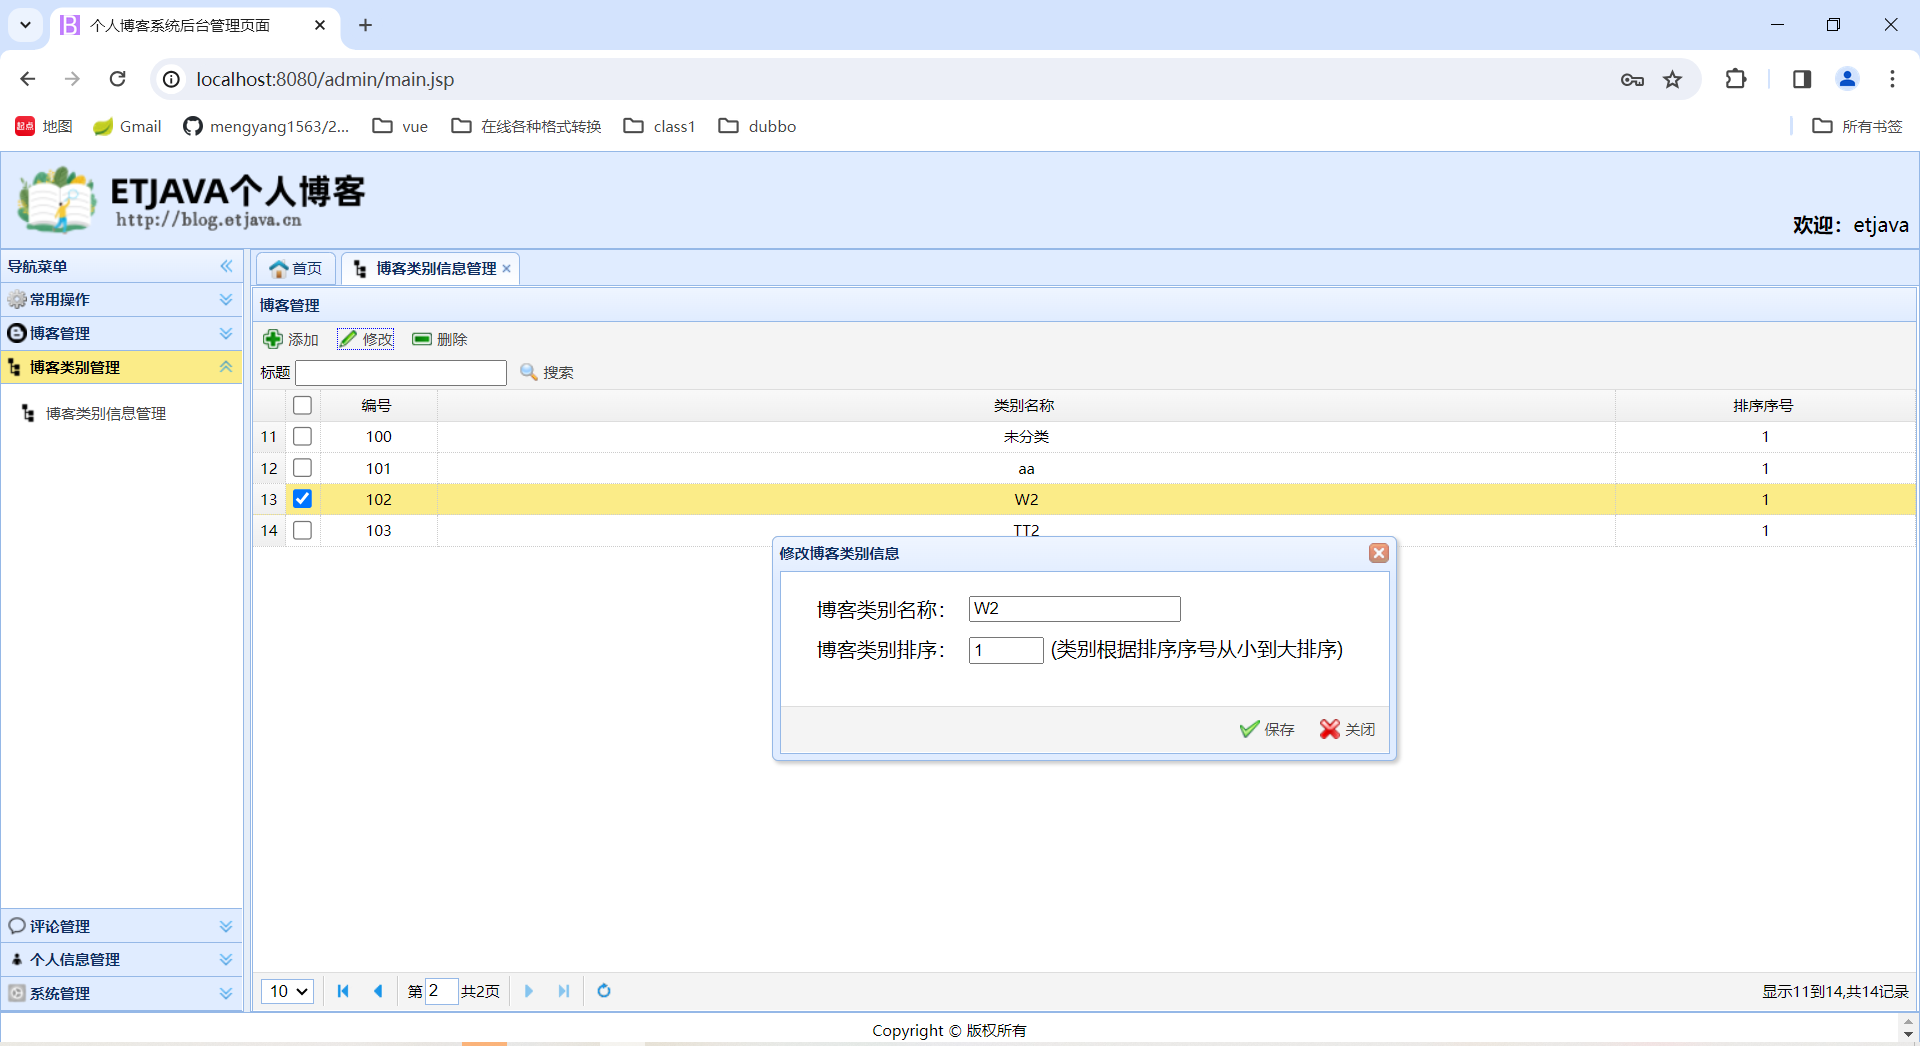 个人博客系统后台管理页面
localhost:8080/admin/main.jsp
起点 地图 Gmail mengyang1563/2... vue 在线各种格式转换 class1 dubbo 所有书签
ETJAVA个人博客
http://blog.etjava.cn
欢迎：etjava
导航菜单
常用操作
博客管理
博客类别管理
博客类别信息管理
评论管理
个人信息管理
系统管理
首页 博客类别信息管理
博客管理
添加 修改 删除
标题 搜索
编号 类别名称 排序序号
11 100 未分类 1
12 101 aa 1
13 102 W2 1
14 103 TT2 1
修改博客类别信息
博客类别名称： W2
博客类别排序： 1 (类别根据排序序号从小到大排序)
保存 关闭
10 第 2 共2页 显示11到14,共14记录
Copyright © 版权所有